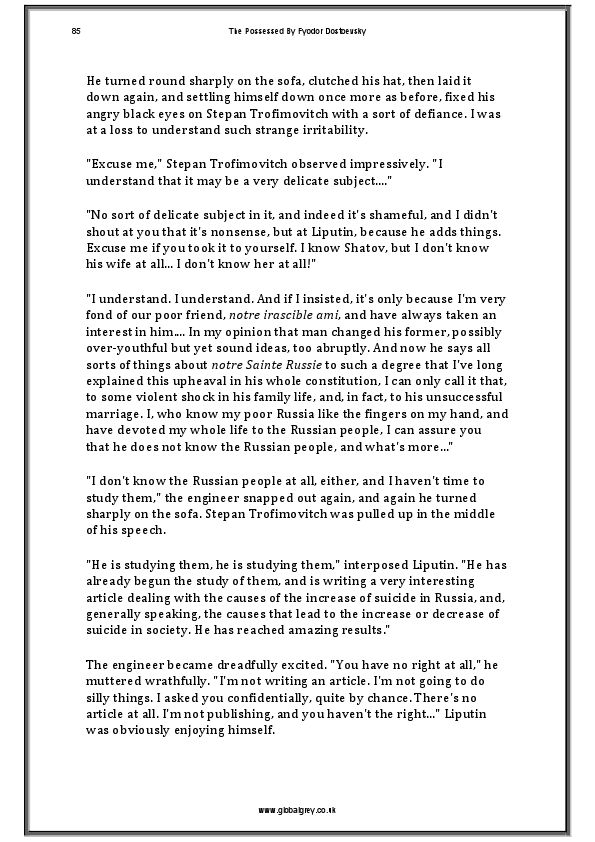 85
The Possessed By Fyodor Dostoevsky
He turned round sharply on the sofa, clutched his hat, then laid it
down again, and settling himself down once more as before, fixed his
angry black eyes on Stepan Trofimovitch with a sort of defiance. I was
at a loss to understand such strange irritability.
"Excuse me," Stepan Trofimovitch observed impressively. "I
understand that it may be a very delicate subject...."
"No sort of delicate subject in it, and indeed it's shameful, and I didn't
shout at you that it's nonsense, but at Liputin, because he adds things.
Excuse me if you took it to yourself. I know Shatov, but I don't know
his wife at all... I don't know her at all!"
"I understand. I understand. And if I insisted, it's only because I'm very
fond of our poor friend, notre irascible ami, and have always taken an
interest in him.... In my opinion that man changed his former, possibly
over-youthful but yet sound ideas, too abruptly. And now he says all
sorts of things about notre Sainte Russie to such a degree that I've long
explained this upheaval in his whole constitution, I can only call it that,
to some violent shock in his family life, and, in fact, to his unsuccessful
marriage. I, who know my poor Russia like the fingers on my hand, and
have devoted my whole life to the Russian people, I can assure you
that he does not know the Russian people, and what's more..."
"I don't know the Russian people at all, either, and I haven't time to
study them," the engineer snapped out again, and again he turned
sharply on the sofa. Stepan Trofimovitch was pulled up in the middle
of his speech.
"He is studying them, he is studying them," interposed Liputin. "He has
already begun the study of them, and is writing a very interesting
article dealing with the causes of the increase of suicide in Russia, and,
generally speaking, the causes that lead to the increase or decrease of
suicide in society. He has reached amazing results."
The engineer became dreadfully excited. "You have no right at all," he
muttered wrathfully. "I'm not writing an article. I'm not going to do
silly things. I asked you confidentially, quite by chance. There's no
article at all. I'm not publishing, and you haven't the right..." Liputin
was obviously enjoying himself.
www.globalgrey.co.uk